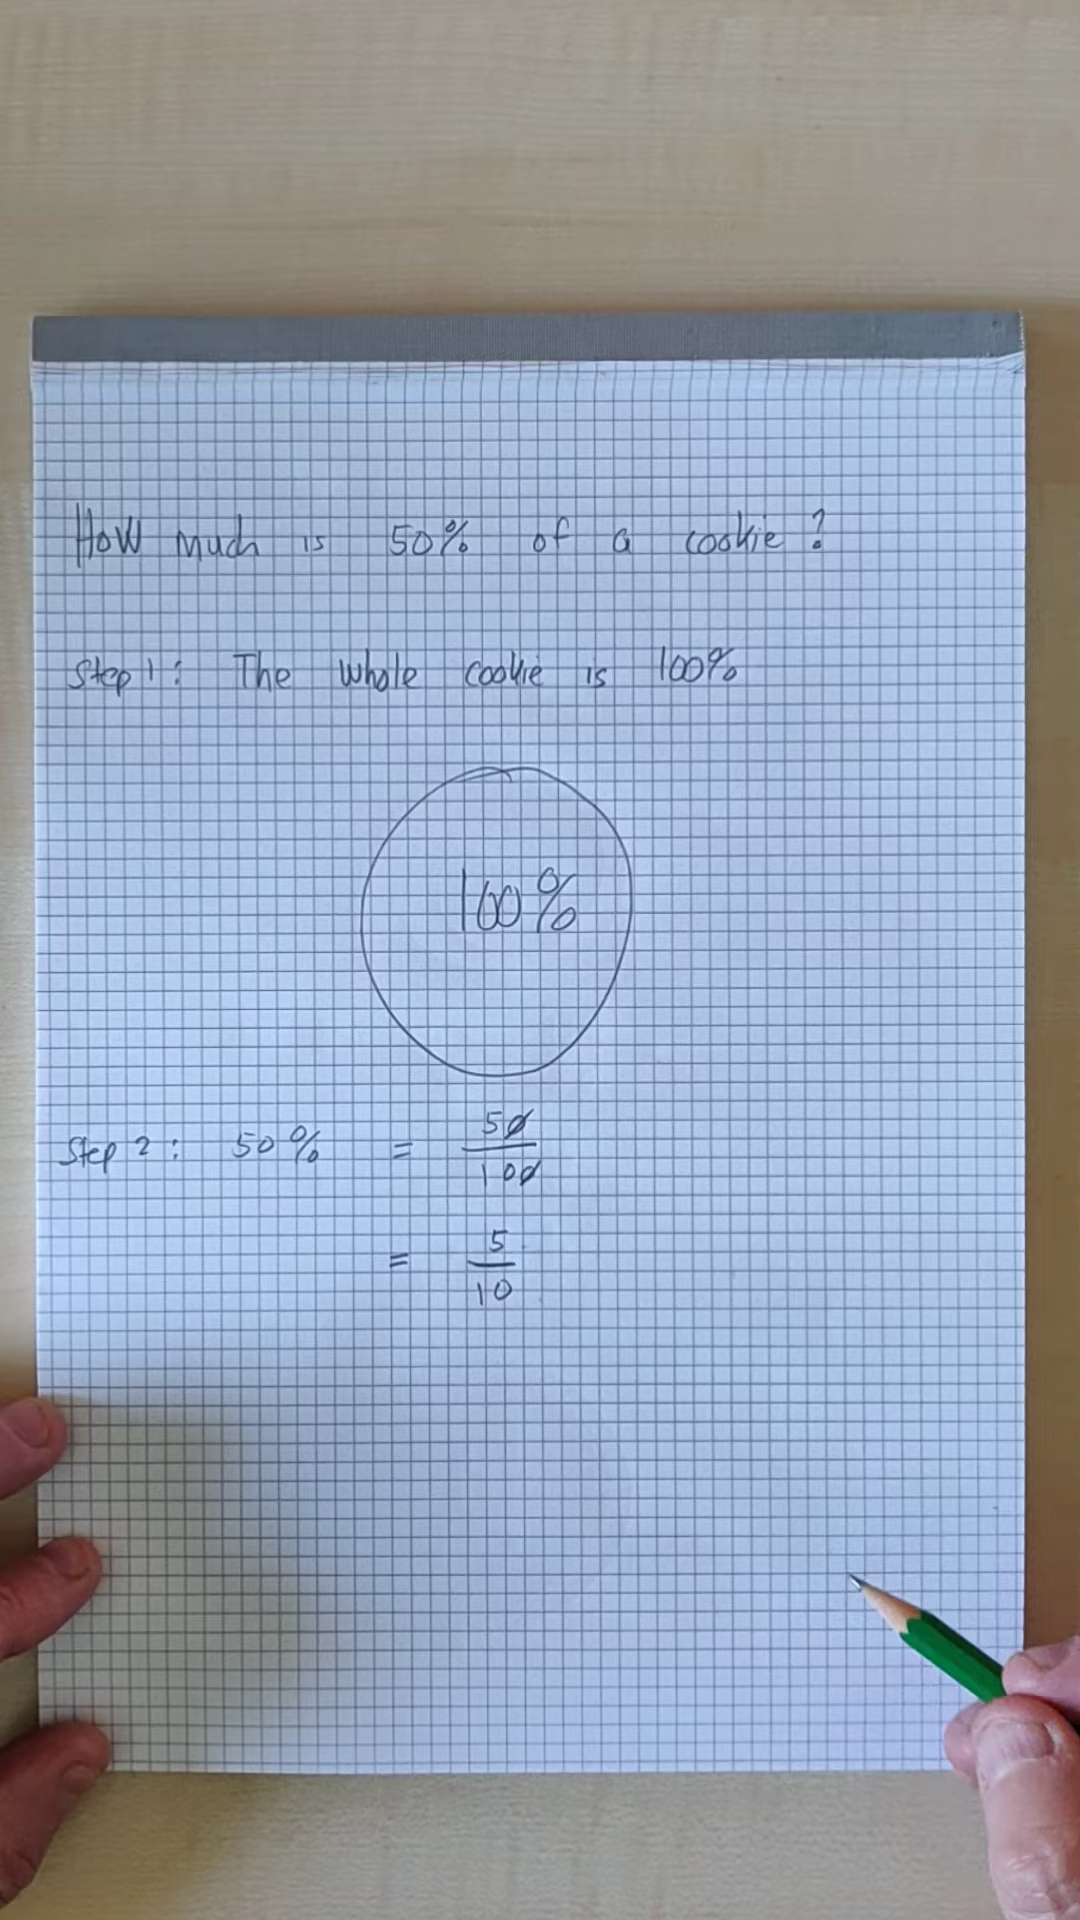 How much is 50% of a cookie?
Step 1: The whole cookie is 100%
100%
Step 2: 50% = 50/100
= 5/10